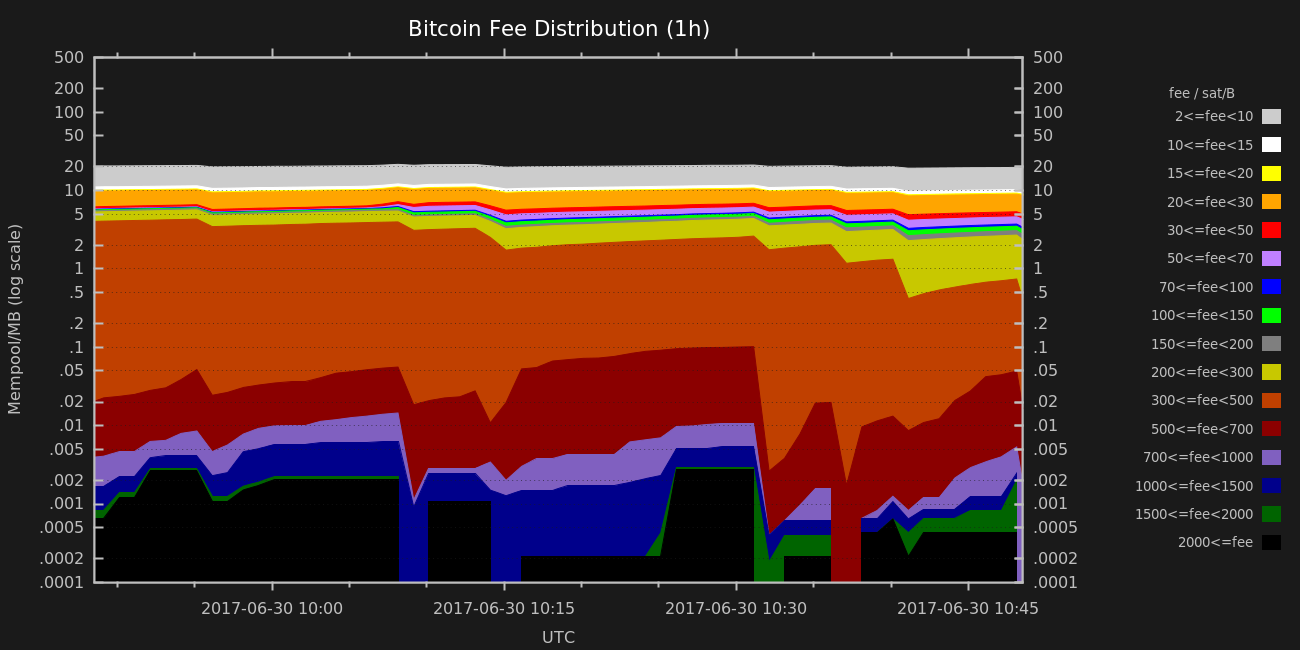 Bitcoin Fee Distribution (1h)
Mempool/MB (log scale)
500
200
100
50
20
10
5
2
1
.5
.2
.1
.05
.02
.01
.005
.002
.001
.0005
.0002
.0001
500
200
100
50
20
10
5
2
1
.5
.2
.1
.05
.02
.01
.005
.002
.001
.0005
.0002
.0001
2017-06-30 10:00
2017-06-30 10:15
2017-06-30 10:30
2017-06-30 10:45
UTC
fee / sat/B
2<=fee<10
10<=fee<15
15<=fee<20
20<=fee<30
30<=fee<50
50<=fee<70
70<=fee<100
100<=fee<150
150<=fee<200
200<=fee<300
300<=fee<500
500<=fee<700
700<=fee<1000
1000<=fee<1500
1500<=fee<2000
2000<=fee